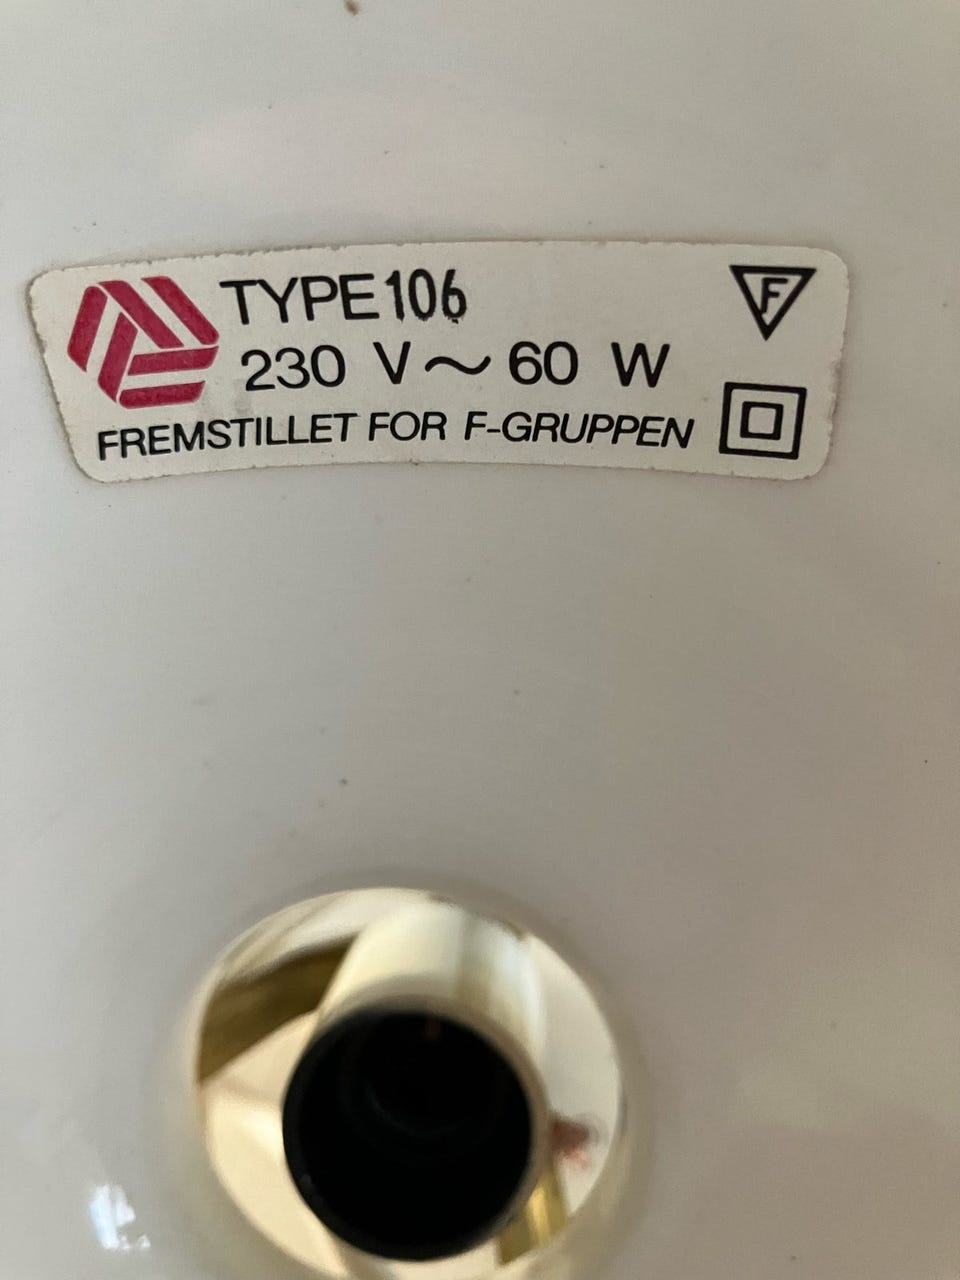 TYPE 106
F
230 V~ 60 W
FREMSTILLET FOR F-GRUPPEN